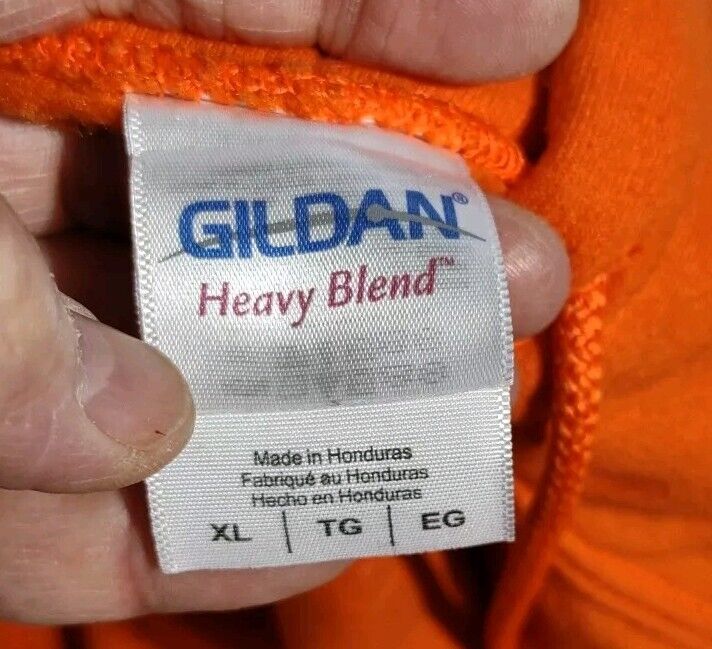 GILDAN®
Heavy Blend™
Made in Honduras
Fabriqué au Honduras
Hecho en Honduras
XL | TG | EG